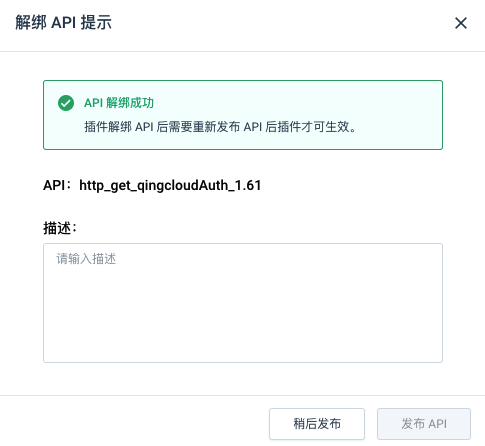 解绑 API 提示
API 解绑成功
插件解绑 API 后需要重新发布 API 后插件才可生效。
API：http_get_qingcloudAuth_1.61
描述：
请输入描述
稍后发布
发布 API